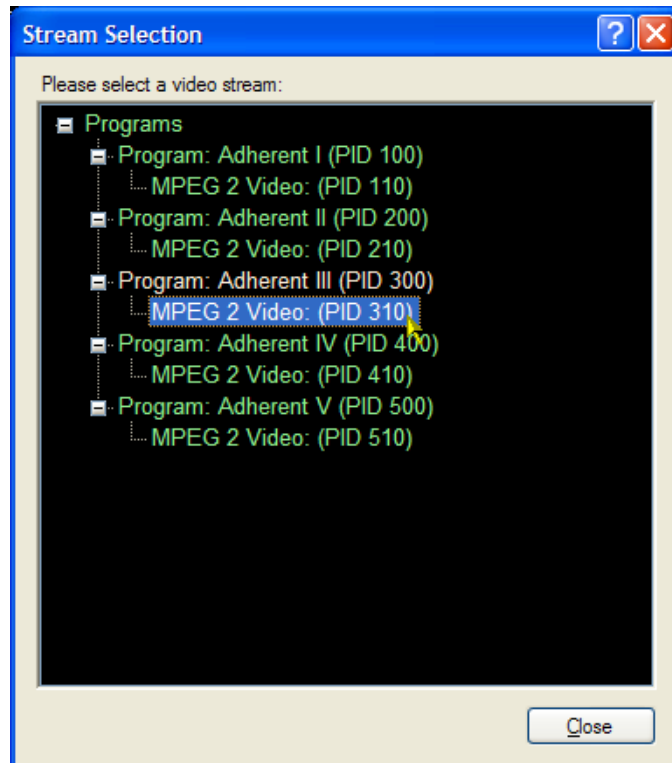 Stream Selection
Please select a video stream:
Programs
Program: Adherent I (PID 100)
MPEG 2 Video: (PID 110)
Program: Adherent II (PID 200)
MPEG 2 Video: (PID 210)
Program: Adherent III (PID 300)
MPEG 2 Video: (PID 310)
Program: Adherent IV (PID 400)
MPEG 2 Video: (PID 410)
Program: Adherent V (PID 500)
MPEG 2 Video: (PID 510)
Close